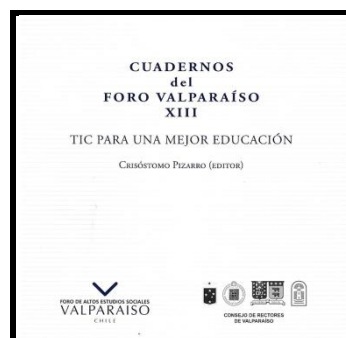 CUADERNOS
del
FORO VALPARAÍSO
XIII
TIC PARA UNA MEJOR EDUCACIÓN
CRISÓSTOMO PIZARRO (EDITOR)
FORO DE ALTOS ESTUDIOS SOCIALES
VALPARAISO
CHILE
CONSEJO DE RECTORES
DE VALPARAÍSO